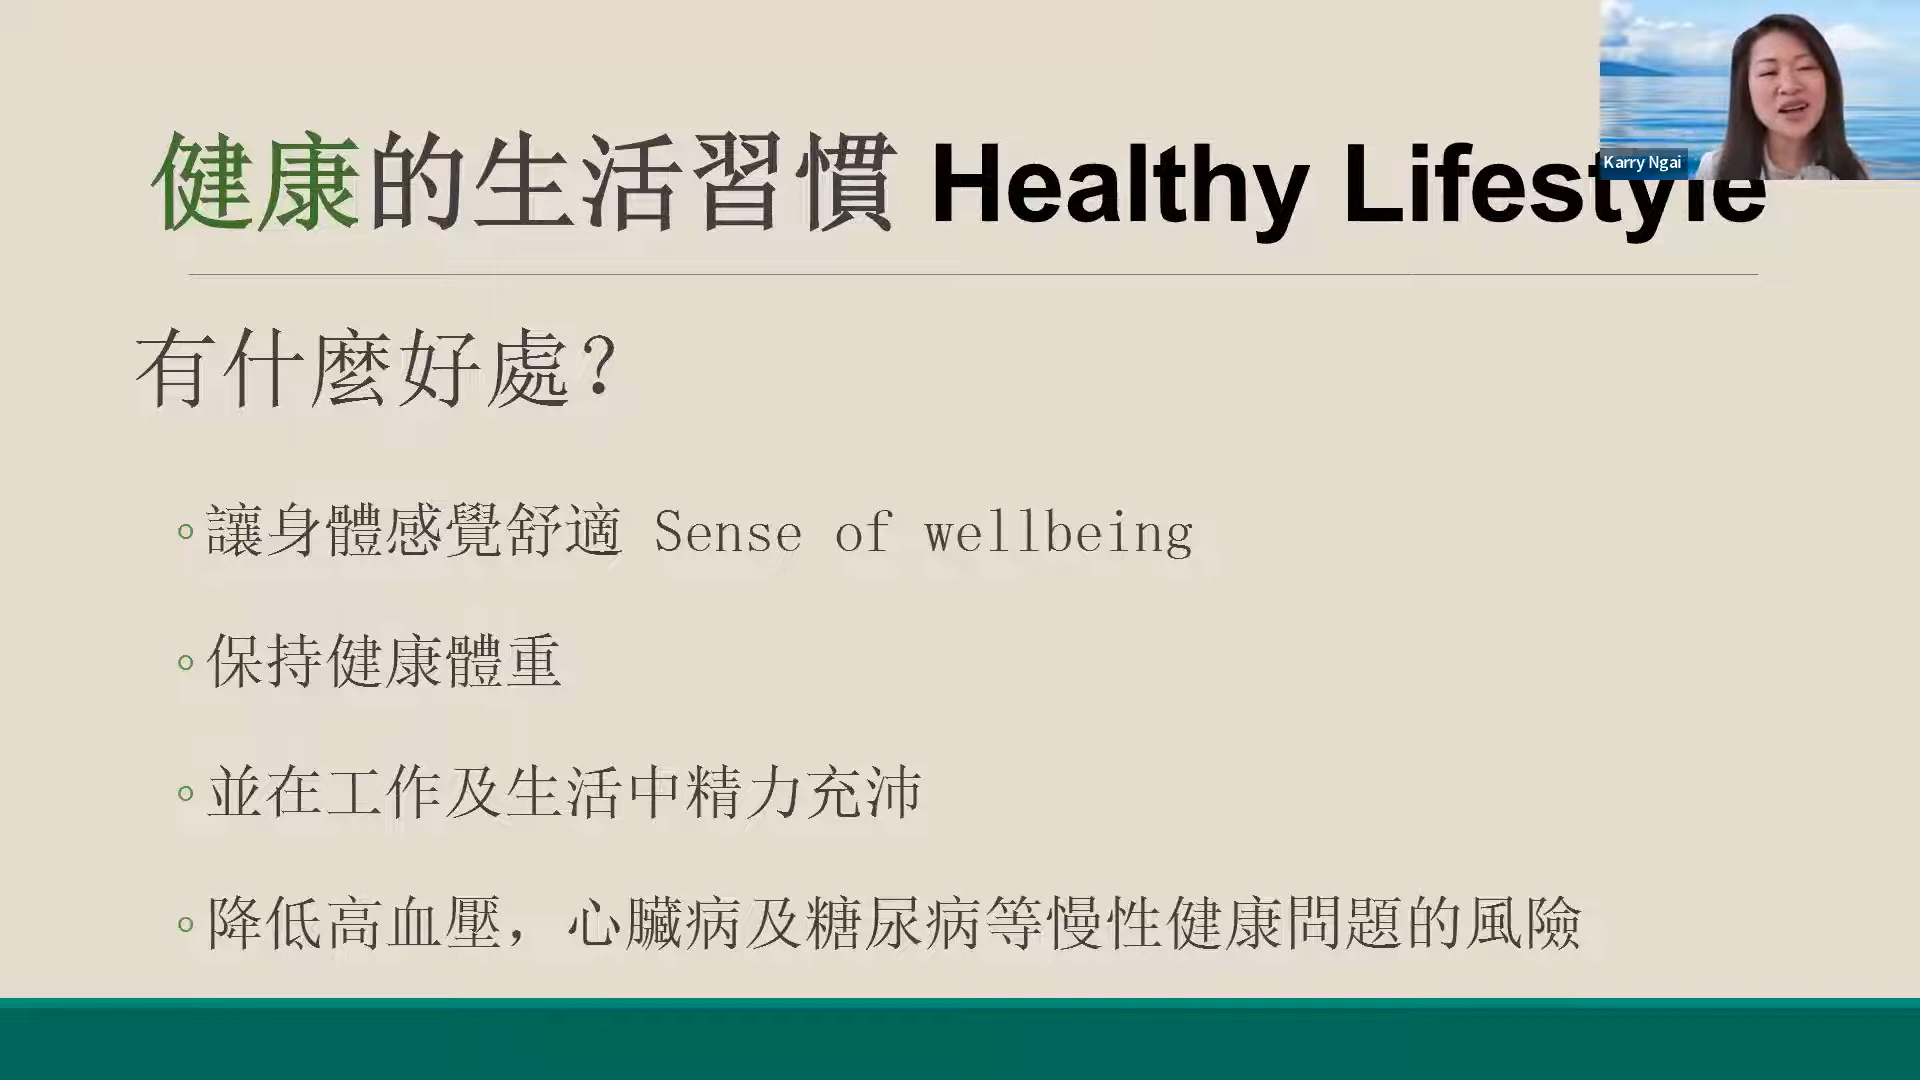 健康的生活習慣 Healthy Lifestyle
Karry Ngai
有什麼好處?
讓身體感覺舒適 Sense of wellbeing
保持健康體重
並在工作及生活中精力充沛
降低高血壓，心臟病及糖尿病等慢性健康問題的風險